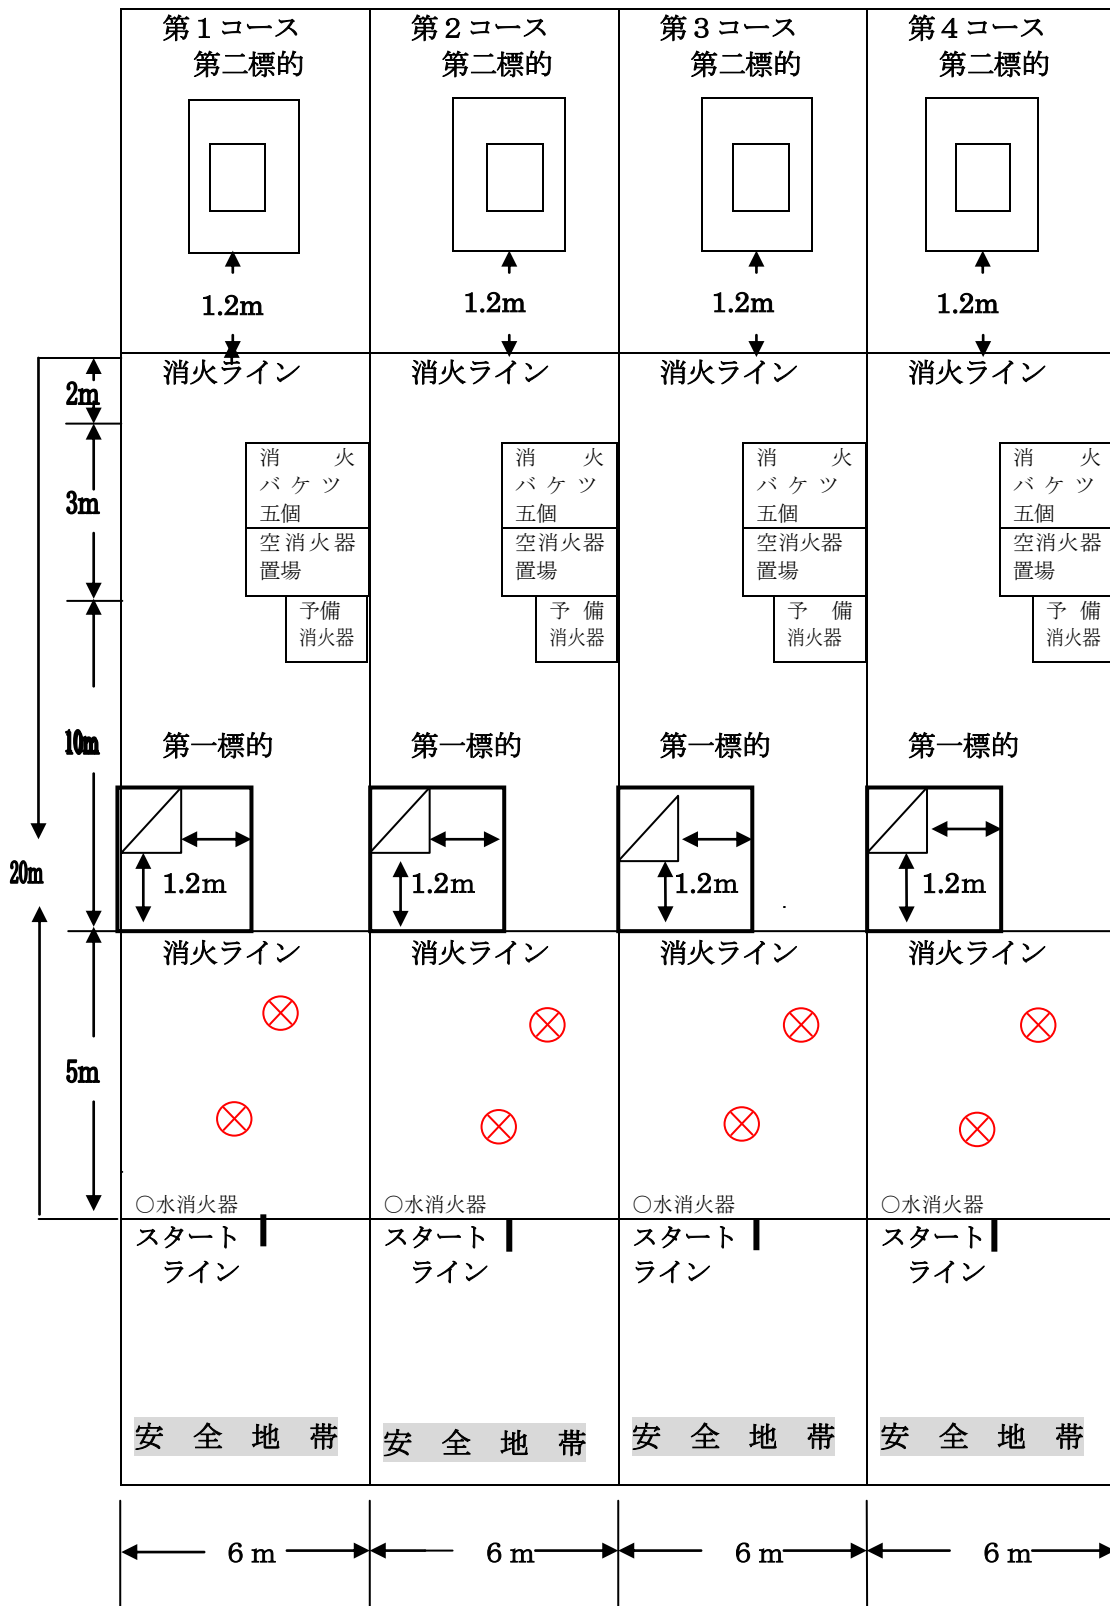 第１コース
第二標的
第２コース
第二標的
第３コース
第二標的
第４コース
第二標的
1.2m
1.2m
1.2m
1.2m
消火ライン
消火ライン
消火ライン
消火ライン
2m
3m
消火
バケツ
五個
空消火器
置場
予備
消火器
消火
バケツ
五個
空消火器
置場
予備
消火器
消火
バケツ
五個
空消火器
置場
予備
消火器
消火
バケツ
五個
空消火器
置場
予備
消火器
10m
第一標的
第一標的
第一標的
第一標的
20m
1.2m
1.2m
1.2m
1.2m
消火ライン
消火ライン
消火ライン
消火ライン
5m
○水消火器
○水消火器
○水消火器
○水消火器
スタート
ライン
スタート
ライン
スタート
ライン
スタート
ライン
安全地帯
安全地帯
安全地帯
安全地帯
6ｍ
6ｍ
6ｍ
6ｍ